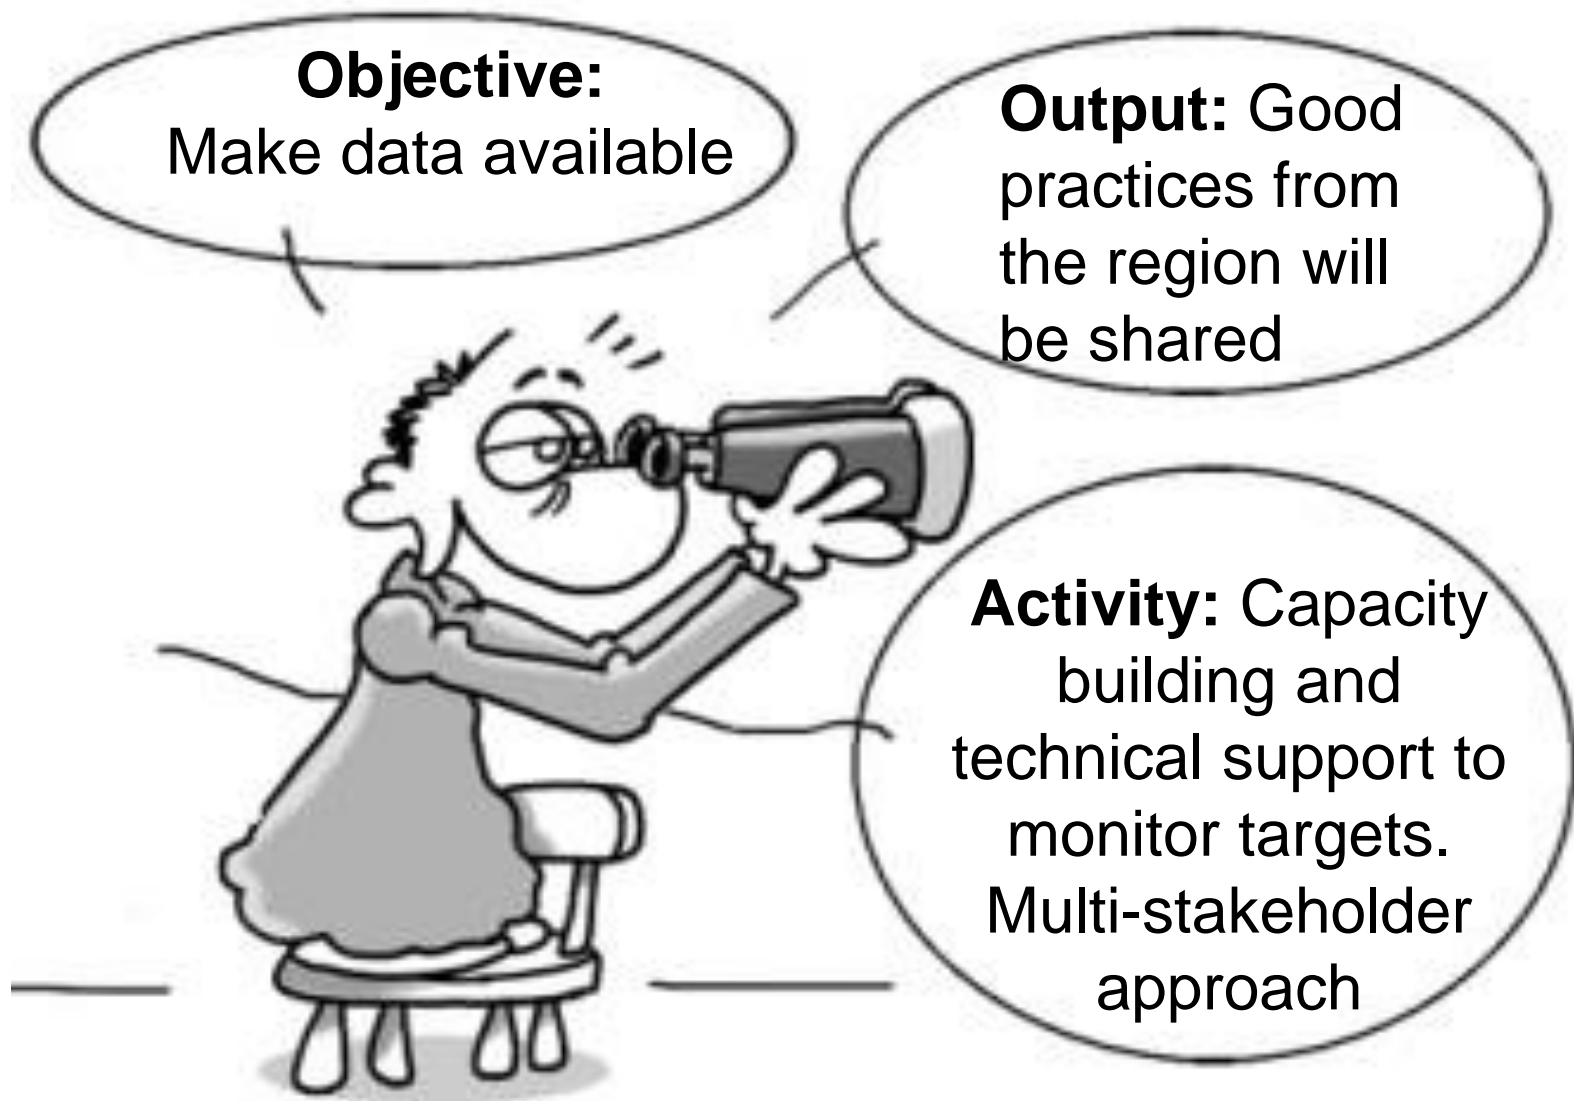 Objective:
Make data available
Output: Good
practices from
the region will
be shared
Activity: Capacity
building and
technical support to
monitor targets.
Multi-stakeholder
approach